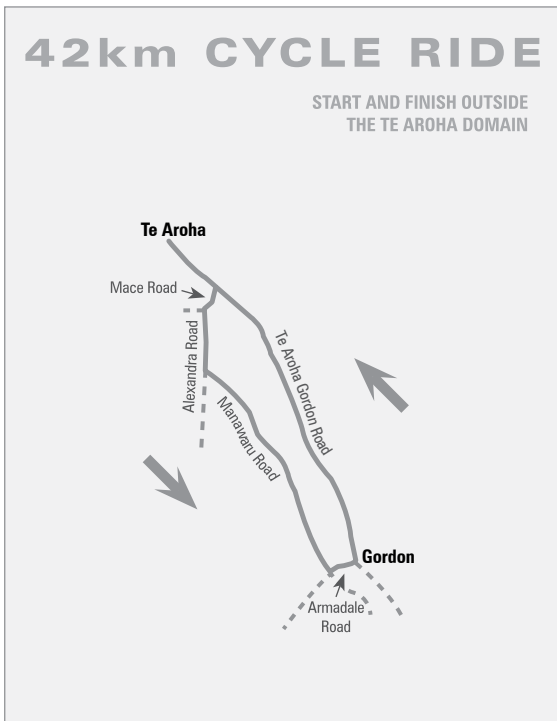 42km CYCLE RIDE
START AND FINISH OUTSIDE
THE TE AROHA DOMAIN
Te Aroha
Mace Road
Alexandra Road
Te Aroha Gordon Road
Manawaru Road
Gordon
Armadale
Road